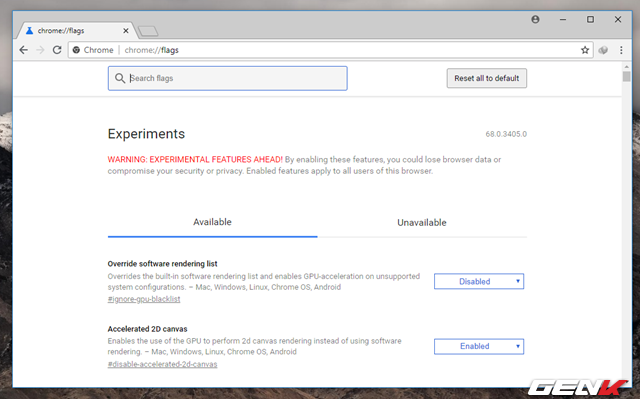 chrome://flags
Chrome | chrome://flags
Search flags
Reset all to default
Experiments
68.0.3405.0
WARNING: EXPERIMENTAL FEATURES AHEAD! By enabling these features, you could lose browser data or
compromise your security or privacy. Enabled features apply to all users of this browser.
Available
Unavailable
Override software rendering list
Overrides the built-in software rendering list and enables GPU-acceleration on unsupported
system configurations. – Mac, Windows, Linux, Chrome OS, Android
#ignore-gpu-blacklist
Disabled
Accelerated 2D canvas
Enables the use of the GPU to perform 2d canvas rendering instead of using software
rendering. – Mac, Windows, Linux, Chrome OS, Android
#disable-accelerated-2d-canvas
Enabled
GENK